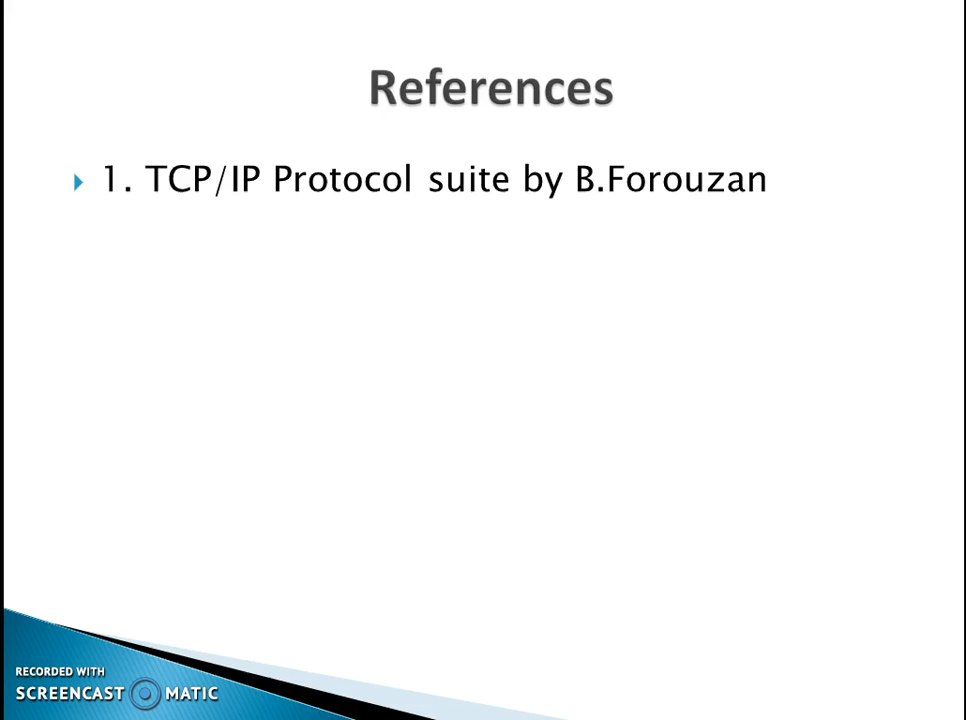 References
1. TCP/IP Protocol suite by B.Forouzan
RECORDED WITH
SCREENCAST MATIC